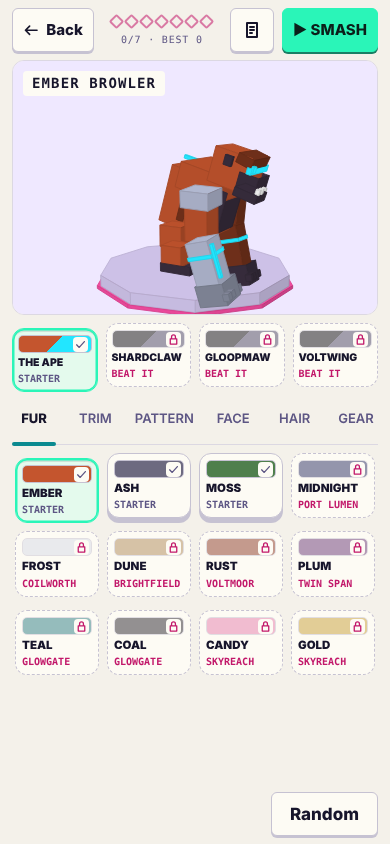 Back
0/7 · BEST 0
SMASH
EMBER BROWLER
THE APE
STARTER
SHARDCLAW
BEAT IT
GLOOPMAW
BEAT IT
VOLTWING
BEAT IT
FUR TRIM PATTERN FACE HAIR GEAR
EMBER
STARTER
ASH
STARTER
MOSS
STARTER
MIDNIGHT
PORT LUMEN
FROST
COILWORTH
DUNE
BRIGHTFIELD
RUST
VOLTMOOR
PLUM
TWIN SPAN
TEAL
GLOWGATE
COAL
GLOWGATE
CANDY
SKYREACH
GOLD
SKYREACH
Random